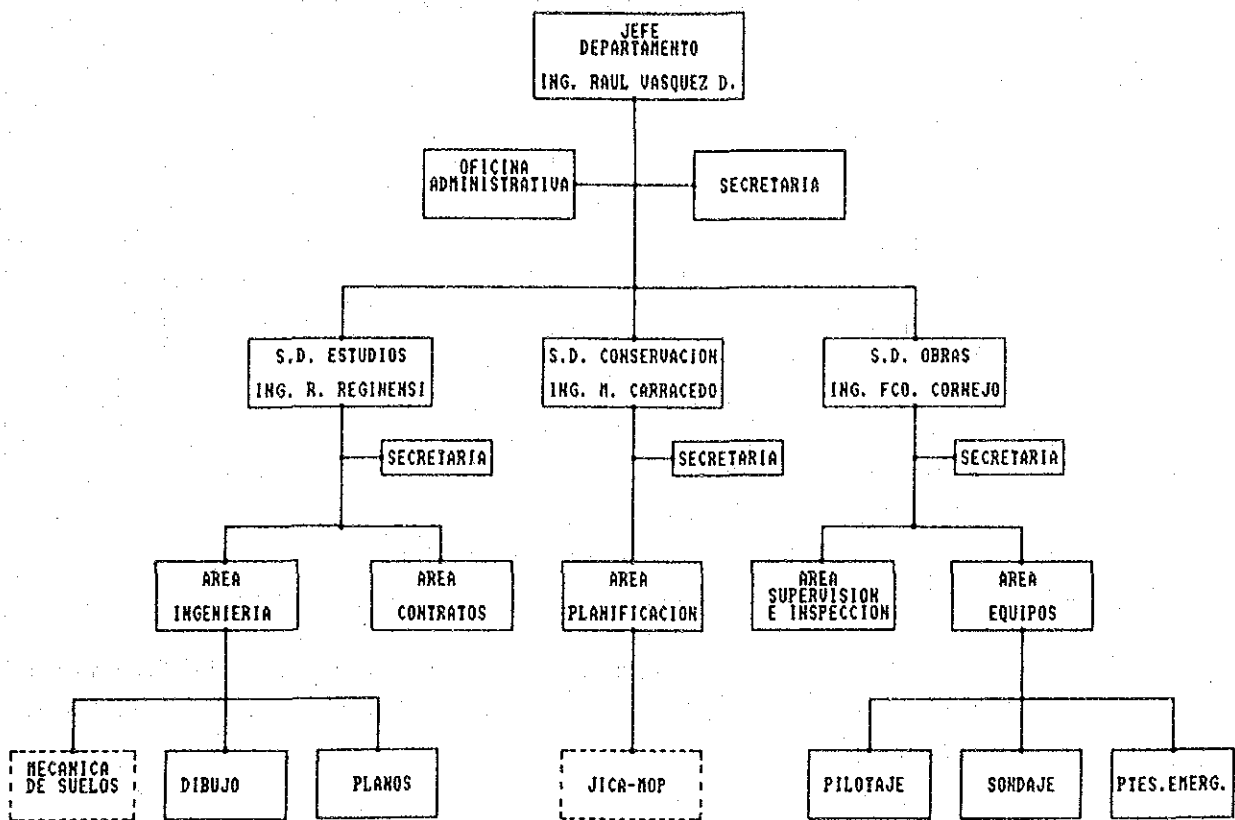 JEFE
DEPARTAMENTO
ING. RAUL VASQUEZ D.
OFICINA
ADMINISTRATIVA
SECRETARIA
S.D. ESTUDIOS
ING. R. REGINENSI
S.D. CONSERVACION
ING. M. CARRACEDO
S.D. OBRAS
ING. FCO. CORNEJO
SECRETARIA
SECRETARIA
SECRETARIA
AREA
INGENIERIA
AREA
CONTRATOS
AREA
PLANIFICACION
AREA
SUPERVISION
E INSPECCION
AREA
EQUIPOS
MECANICA
DE SUELOS
DIBUJO
PLANOS
JICA-MOP
PILOTAJE
SONDAJE
PTES.EMERG.